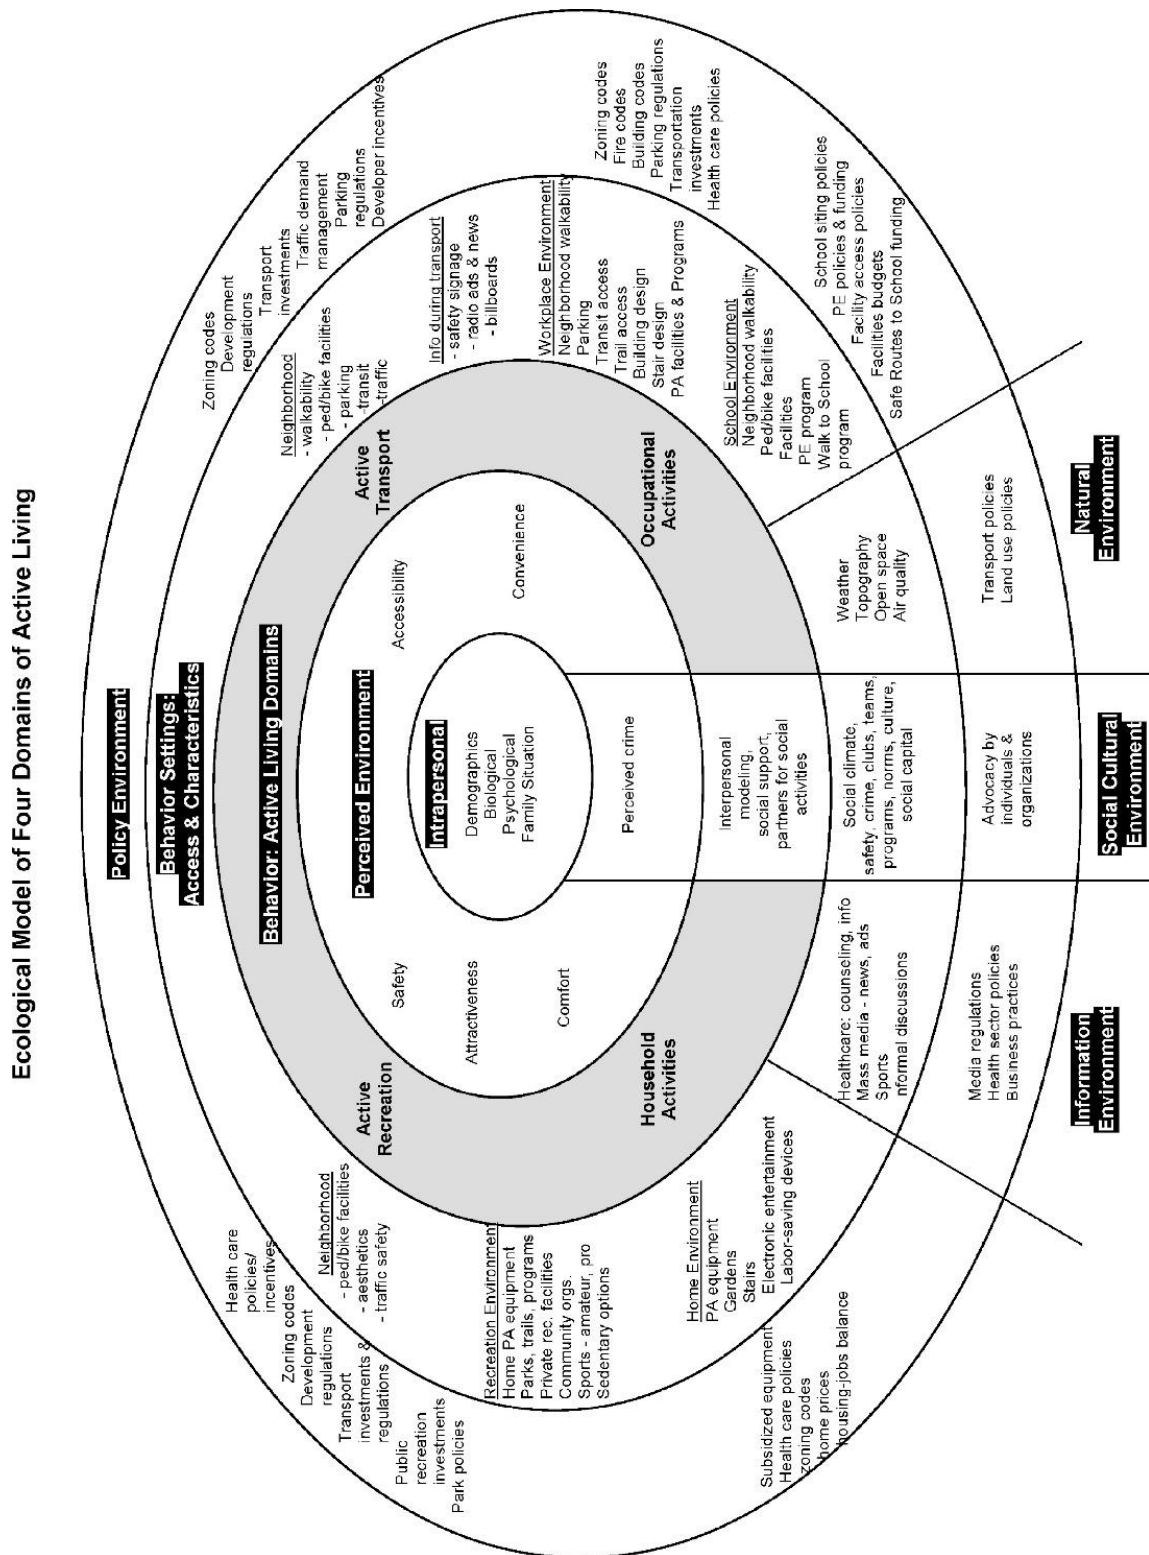 Ecological Model of Four Domains of Active Living
Policy Environment
Behavior Settings:
Access & Characteristics
Behavior: Active Living Domains
Perceived Environment
Intrapersonal
Demographics
Biological
Psychological
Family Situation
Safety
Attractiveness
Comfort
Accessibility
Convenience
Perceived crime
Active
Recreation
Active
Transport
Household
Activities
Occupational
Activities
Interpersonal
modeling,
social support,
partners for social
activities
Health care
policies/
incentives
Zoning codes
Development
regulations
Transport
investments &
regulations
Public
recreation
investments
Park policies
Neighborhood
- ped/bike facilities
- aesthetics
- traffic safety
Recreation Environment
Home PA equipment
Parks, trails, programs
Private rec. facilities
Community orgs.
Sports - amateur, pro
Sedentary options
Home Environment
PA equipment
Gardens
Stairs
Electronic entertainment
Labor-saving devices
Subsidized equipment
Health care policies
zoning codes
home prices
housing-jobs balance
Zoning codes
Development
regulations
Transport
investments
Traffic demand
management
Parking
regulations
Developer incentives
Neighborhood
- walkability
- ped/bike facilities
- parking
-transit
-traffic
Info during transport
- safety signage
- radio ads & news
- billboards
Workplace Environment
Neighborhood walkability
Parking
Transit access
Trail access
Building design
Stair design
PA facilities & Programs
Zoning codes
Fire codes
Building codes
Parking regulations
Transportation
investments
Health care policies
School Environment
Neighborhood walkability
Ped/bike facilities
Facilities
PE program
Walk to School
program
School siting policies
PE policies & funding
Facility access policies
Facilities budgets
Safe Routes to School funding
Healthcare: counseling, info
Mass media - news, ads
Sports
nformal discussions
Media regulations
Health sector policies
Business practices
Information
Environment
Social climate,
safety, crime, clubs, teams,
programs, norms, culture,
social capital
Advocacy by
individuals &
organizations
Social Cultural
Environment
Weather
Topography
Open space
Air quality
Transport policies
Land use policies
Natural
Environment